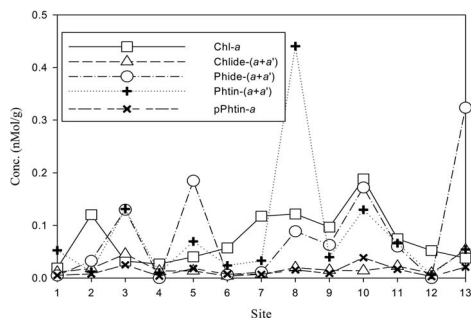 0.5
0.4
0.3
0.2
0.1
0.0
Conc. (nMol/g)
Chl-a
Chlide-(a+a')
Phide-(a+a')
Phtin-(a+a')
pPhtin-a
1 2 3 4 5 6 7 8 9 10 11 12 13
Site